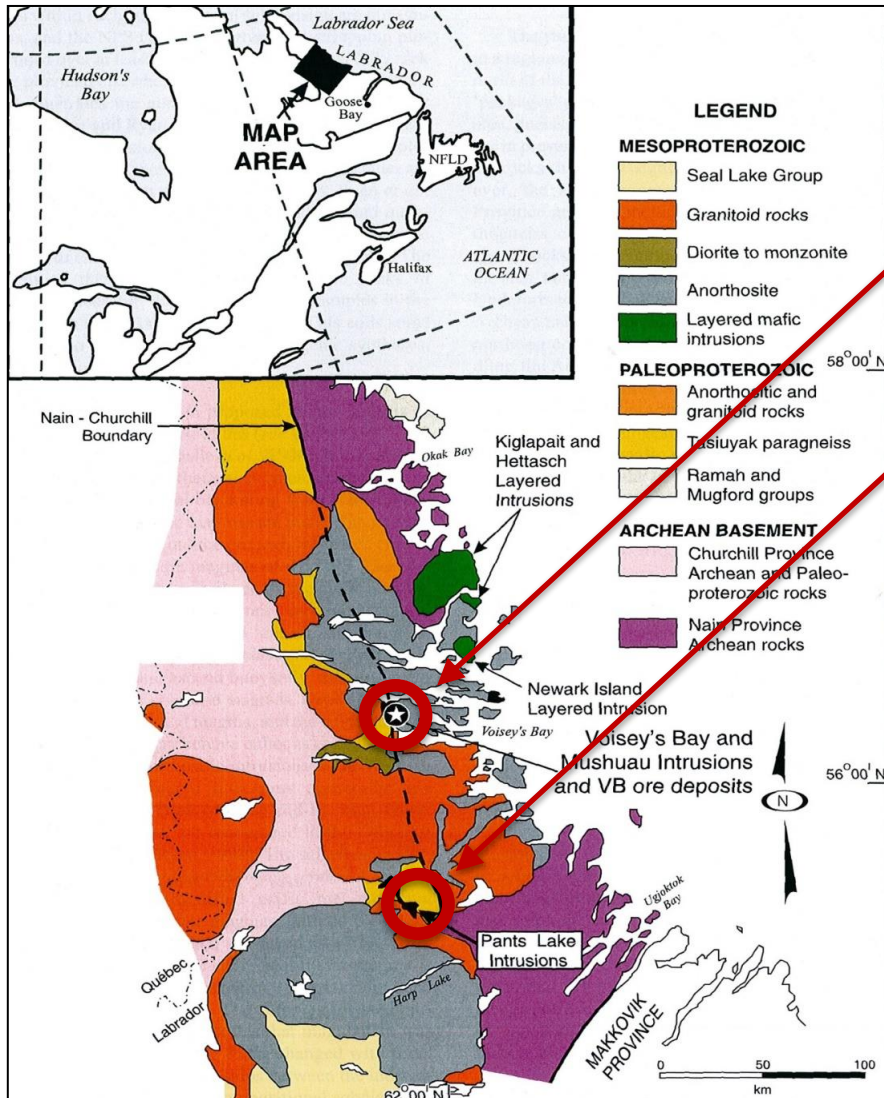 Labrador Sea
LABRADOR
Hudson's
Bay
Goose
Bay
MAP
AREA
NFLD
ATLANTIC
OCEAN
Halifax
LEGEND
MESOPROTEROZOIC
Seal Lake Group
Granitoid rocks
Diorite to monzonite
Anorthosite
Layered mafic
intrusions
PALEOPROTEROZOIC
Anorthositic and
granitoid rocks
Tasiuyak paragneiss
Ramah and
Mugford groups
ARCHEAN BASEMENT
Churchill Province
Archean and Paleo-
proterozoic rocks
Nain Province
Archean rocks
58°00' N
Nain - Churchill
Boundary
Okak Bay
Kiglapait and
Hettasch
Layered
Intrusions
Newark Island
Layered Intrusion
Voisey's Bay
Voisey's Bay and
Mushuau Intrusions
and VB ore deposits
56°00' N
N
Ugjoktok
Bay
Pants Lake
Intrusions
Québec
Labrador
Harp Lake
MAKKOVIK
PROVINCE
0 50 100
km
62°00' N